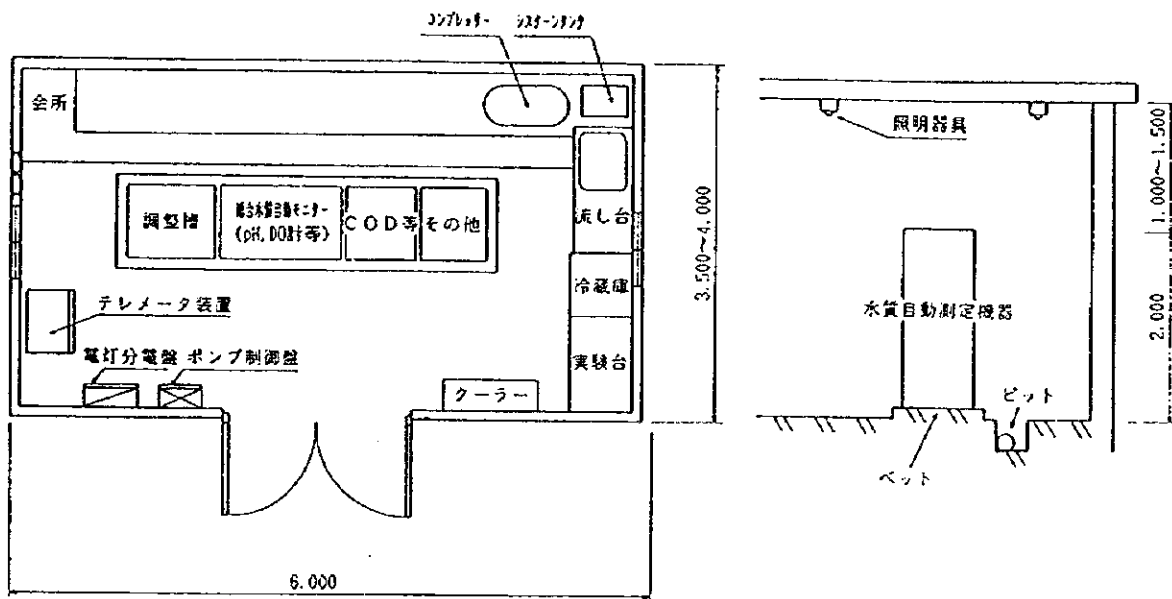 コンプレッサー
シスターンタンク
会所
調整槽
総合水質自動モニター
(pH, DO計等)
COD等
その他
流し台
冷蔵庫
実験台
テレメータ装置
電灯分電盤
ポンプ制御盤
クーラー
3.500～4.000
6.000
照明器具
水質自動測定機器
ピット
ベット
1.000～1.500
2.000